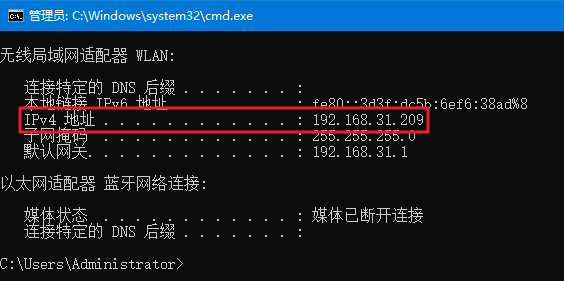 管理员: C:\Windows\system32\cmd.exe
无线局域网适配器 WLAN:
连接特定的 DNS 后缀 . . . . . . . :
本地链接 IPv6 地址. . . . . . . . : fe80::3d3f:dc5b:6ef6:38ad%8
IPv4 地址 . . . . . . . . . . . . : 192.168.31.209
子网掩码 . . . . . . . . . . . . : 255.255.255.0
默认网关. . . . . . . . . . . . . : 192.168.31.1
以太网适配器 蓝牙网络连接:
媒体状态 . . . . . . . . . . . . : 媒体已断开连接
连接特定的 DNS 后缀 . . . . . . . :
C:\Users\Administrator>